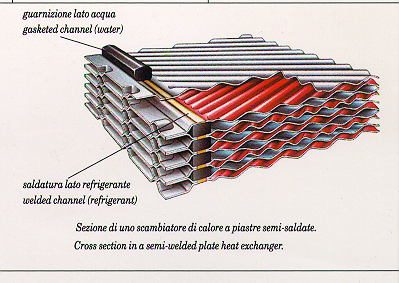 guarnizione lato acqua
gasketed channel (water)
saldatura lato refrigerante
welded channel (refrigerant)
Sezione di uno scambiatore di calore a piastre semi-saldate.
Cross section in a semi-welded plate heat exchanger.